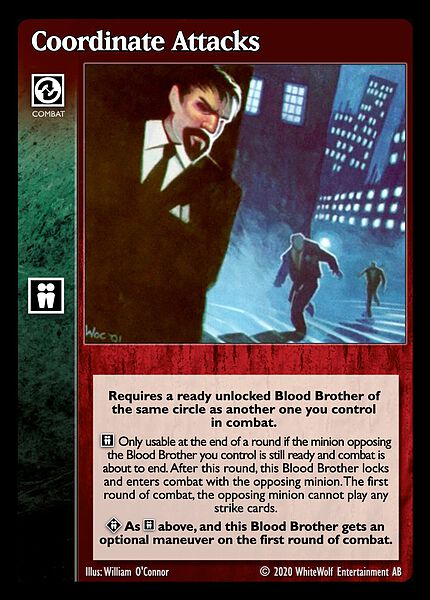 Coordinate Attacks
COMBAT
WOC '01
Requires a ready unlocked Blood Brother of
the same circle as another one you control
in combat.
Only usable at the end of a round if the minion opposing
the Blood Brother you control is still ready and combat is
about to end. After this round, this Blood Brother locks
and enters combat with the opposing minion. The first
round of combat, the opposing minion cannot play any
strike cards.
As above, and this Blood Brother gets an
optional maneuver on the first round of combat.
Illus: William O'Connor © 2020 WhiteWolf Entertainment AB